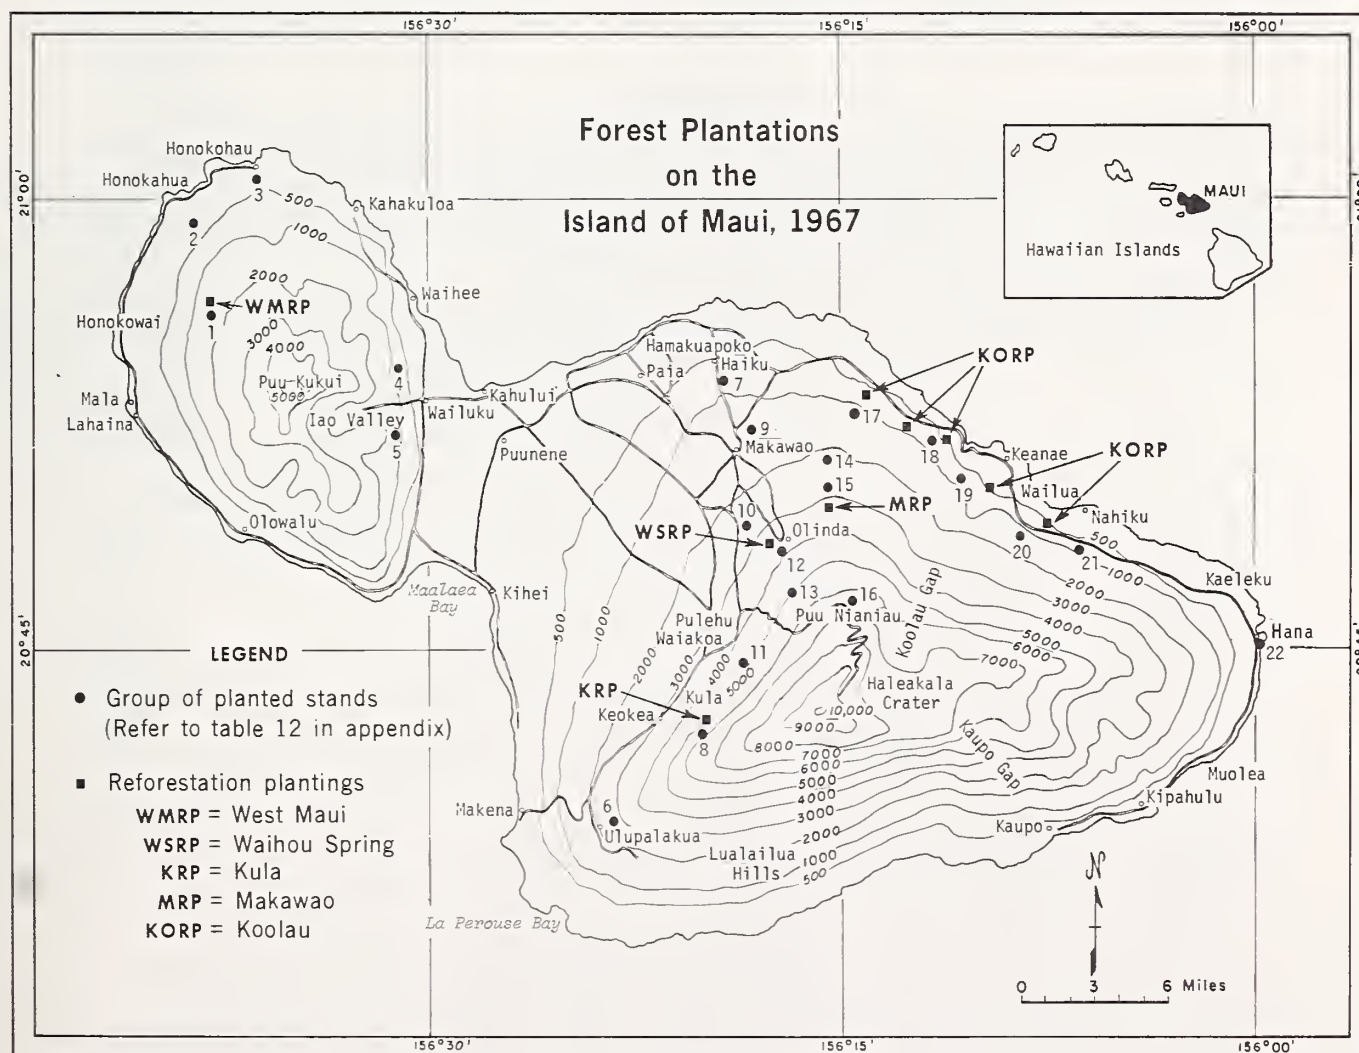 156°30'
156°15'
156°00'
Forest Plantations
on the
Island of Maui, 1967
MAUI
Hawaiian Islands
21°00'
20°45'
Honokohau
Honokahua
3
500
Kahakuloa
2
1000
2000
Waihee
WMRP
Honokowai
1
3000
4000
Puu-Kukui
5000
4
Mala
Lahaina
Iao Valley
Wailuku
Kahului
5
Puunene
Olowalu
Maalaea
Bay
Kihei
Hamakuapoko
Haiku
Paia
7
KORP
17
9
Makawao
14
18
Keanae
KORP
15
19
Wailua
MRP
10
Nahiku
WSRP
Olinda
12
20
21
500
1000
Kaeleku
2000
3000
4000
5000
6000
7000
13
16
Puu Nianiau
Koolau Gap
Pulehu
Waiakoa
500
1000
2000
3000
4000
5000
11
Hana
22
KRP
Kula
Keokea
Haleakala
Crater
10,000
9000
8
8000
7000
6000
5000
4000
3000
2000
1000
500
Kaupo Gap
Muolea
Kipahulu
Kaupo
Makena
6
Ulupalakua
Lualailua
Hills
La Perouse Bay
LEGEND
Group of planted stands
(Refer to table 12 in appendix)
Reforestation plantings
WMRP = West Maui
WSRP = Waihou Spring
KRP = Kula
MRP = Makawao
KORP = Koolau
N
0 3 6 Miles
156°30'
156°15'
156°00'